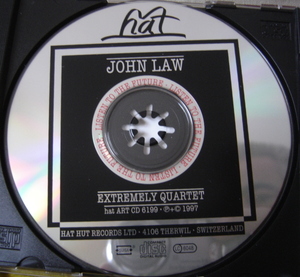 hat
JOHN LAW
LISTEN TO THE FUTURE · LISTEN TO THE FUTURE · LISTEN TO THE FUTURE ·
EXTREMELY QUARTET
hat ART CD 6199 · ℗+© 1997
HAT HUT RECORDS LTD · 4106 THERWIL · SWITZERLAND